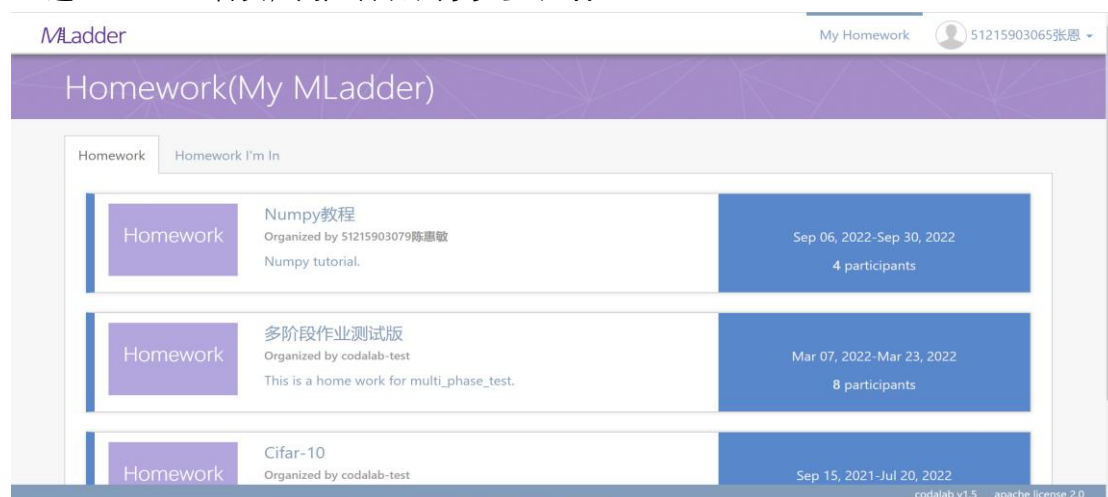 MLadder
My Homework
51215903065张恩
Homework(My MLadder)
Homework
Homework I'm In
Homework
Numpy教程
Organized by 51215903079陈惠敏
Numpy tutorial.
Sep 06, 2022-Sep 30, 2022
4 participants
Homework
多阶段作业测试版
Organized by codalab-test
This is a home work for multi_phase_test.
Mar 07, 2022-Mar 23, 2022
8 participants
Homework
Cifar-10
Organized by codalab-test
Sep 15, 2021-Jul 20, 2022
codalab v1.5 apache license 2.0